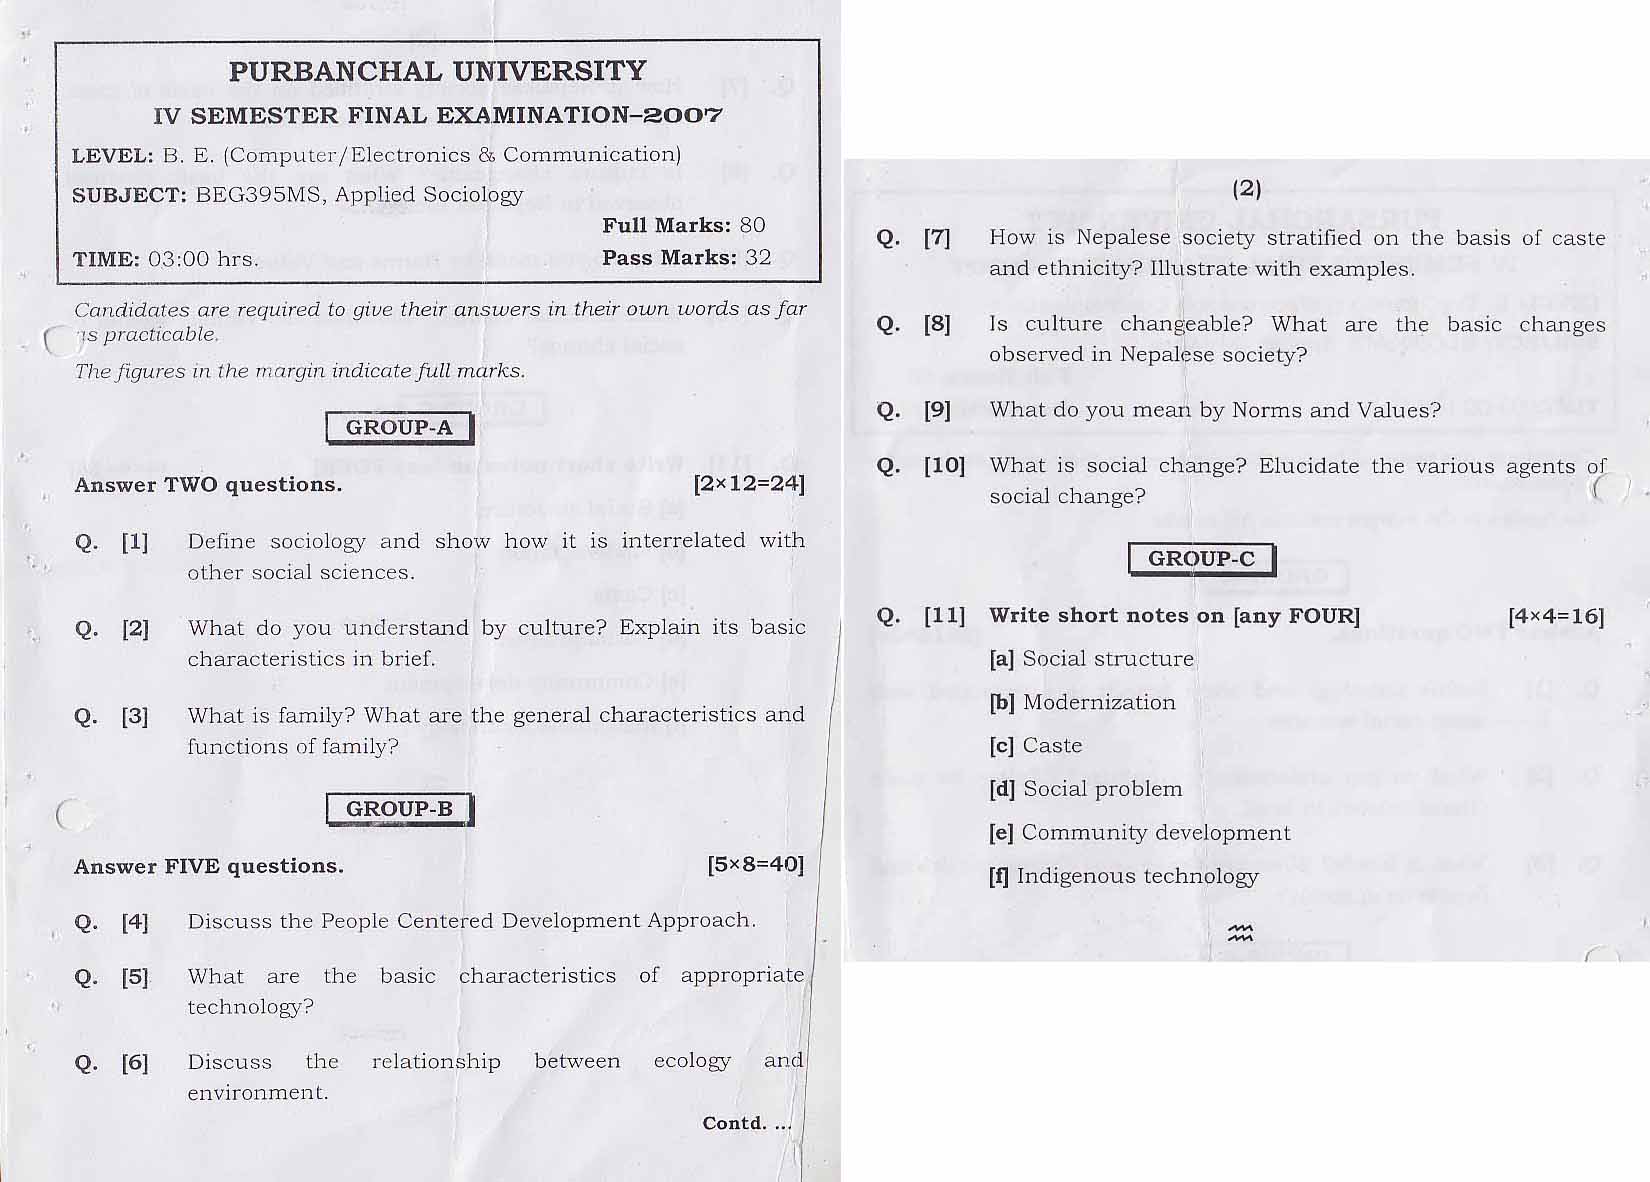 PURBANCHAL UNIVERSITY
IV SEMESTER FINAL EXAMINATION–2007
LEVEL: B. E. (Computer/Electronics & Communication)
SUBJECT: BEG395MS, Applied Sociology
Full Marks: 80
TIME: 03:00 hrs. Pass Marks: 32
Candidates are required to give their answers in their own words as far
as practicable.
The figures in the margin indicate full marks.
GROUP-A
Answer TWO questions. [2×12=24]
Q. [1] Define sociology and show how it is interrelated with
other social sciences.
Q. [2] What do you understand by culture? Explain its basic
characteristics in brief.
Q. [3] What is family? What are the general characteristics and
functions of family?
GROUP-B
Answer FIVE questions. [5×8=40]
Q. [4] Discuss the People Centered Development Approach.
Q. [5] What are the basic characteristics of appropriate
technology?
Q. [6] Discuss the relationship between ecology and
environment.
Contd. ...
(2)
Q. [7] How is Nepalese society stratified on the basis of caste
and ethnicity? Illustrate with examples.
Q. [8] Is culture changeable? What are the basic changes
observed in Nepalese society?
Q. [9] What do you mean by Norms and Values?
Q. [10] What is social change? Elucidate the various agents of
social change?
GROUP-C
Q. [11] Write short notes on [any FOUR] [4×4=16]
[a] Social structure
[b] Modernization
[c] Caste
[d] Social problem
[e] Community development
[f] Indigenous technology